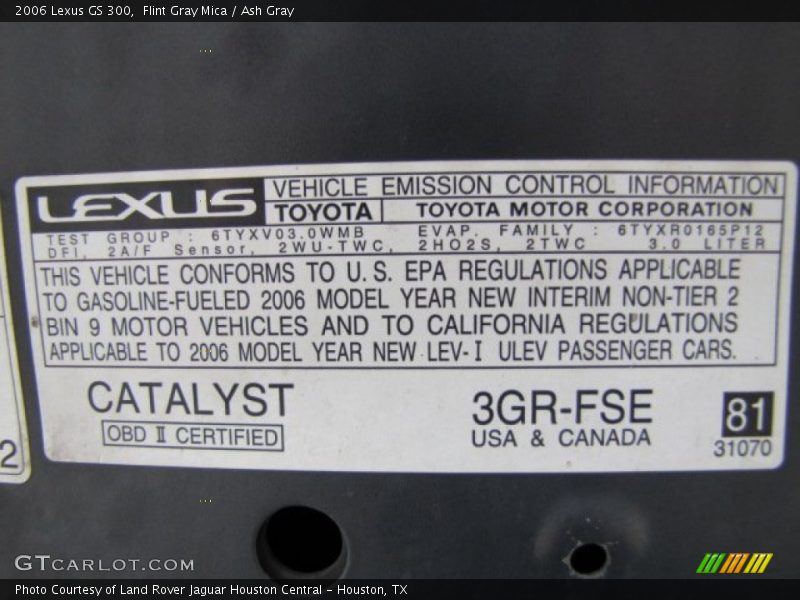 2006 Lexus GS 300, Flint Gray Mica / Ash Gray
LEXUS
VEHICLE EMISSION CONTROL INFORMATION
TOYOTA TOYOTA MOTOR CORPORATION
TEST GROUP : 6TYXV03.0WMB EVAP. FAMILY : 6TYXR0165P12
DFI, 2A/F Sensor, 2WU-TWC, 2HO2S, 2TWC 3.0 LITER
THIS VEHICLE CONFORMS TO U.S. EPA REGULATIONS APPLICABLE
TO GASOLINE-FUELED 2006 MODEL YEAR NEW INTERIM NON-TIER 2
BIN 9 MOTOR VEHICLES AND TO CALIFORNIA REGULATIONS
APPLICABLE TO 2006 MODEL YEAR NEW LEV-I ULEV PASSENGER CARS.
CATALYST
OBD II CERTIFIED
3GR-FSE
USA & CANADA
81
31070
2
GTCARLOT.COM
Photo Courtesy of Land Rover Jaguar Houston Central - Houston, TX